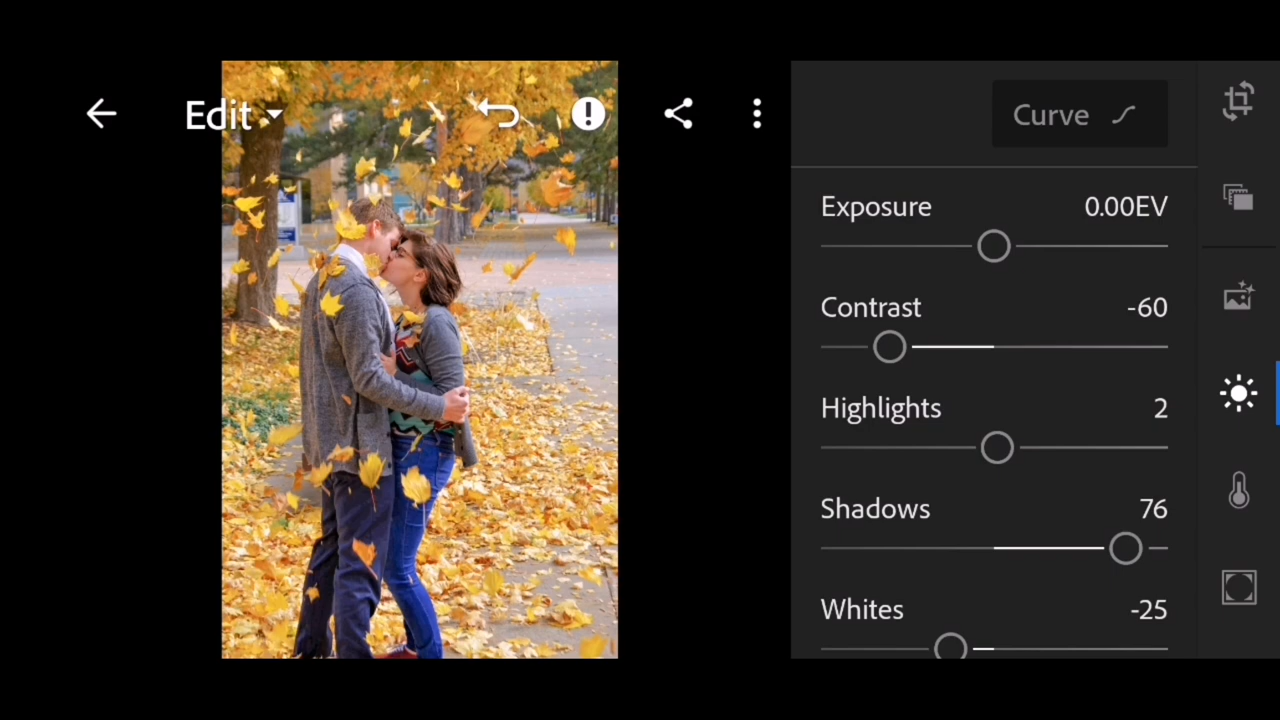 Edit
Curve
Exposure 0.00EV
Contrast -60
Highlights 2
Shadows 76
Whites -25